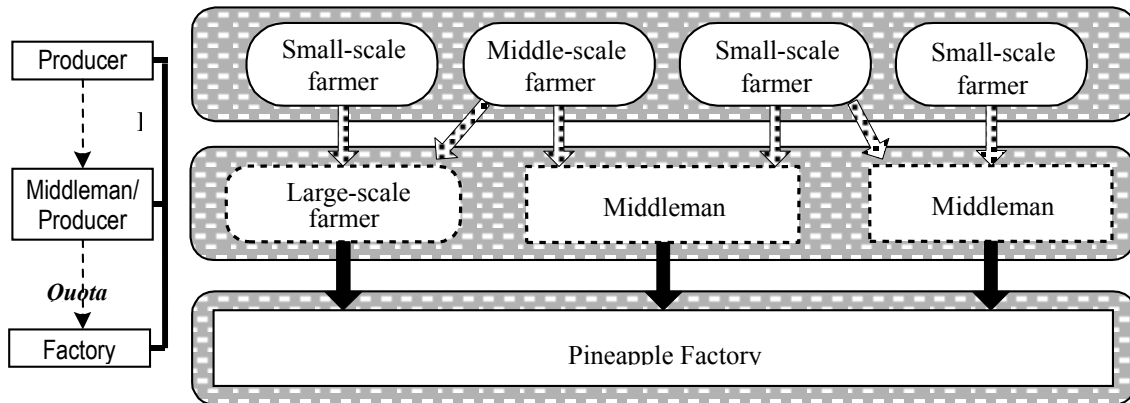 Producer
]
Middleman/
Producer
Quota
Factory
Small-scale
farmer
Middle-scale
farmer
Small-scale
farmer
Small-scale
farmer
Large-scale
farmer
Middleman
Middleman
Pineapple Factory